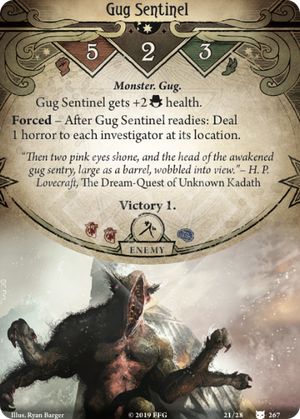 Gug Sentinel
5 2 3
Monster. Gug.
Gug Sentinel gets +2 health.
Forced – After Gug Sentinel readies: Deal
1 horror to each investigator at its location.
“Then two pink eyes shone, and the head of the awakened
gug sentry, large as a barrel, wobbled into view.”– H. P.
Lovecraft, The Dream-Quest of Unknown Kadath
Victory 1.
ENEMY
Illus. Ryan Barger © 2019 FFG 21/28 267